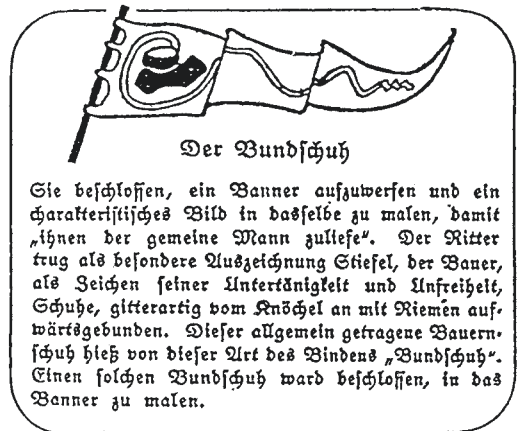 Der Bundschuh
Sie beschlossen, ein Banner aufzuwerfen und ein
charakteristisches Bild in dasselbe zu malen, damit
„ihnen der gemeine Mann zuliefe“. Der Ritter
trug als besondere Auszeichnung Stiefel, der Bauer,
als Zeichen seiner Untertänigkeit und Unfreiheit,
Schuhe, gitterartig vom Knöchel an mit Riemen auf-
wärtsgebunden. Dieser allgemein getragene Bauern-
schuh hieß von dieser Art des Bindens „Bundschuh“.
Einen solchen Bundschuh ward beschlossen, in das
Banner zu malen.